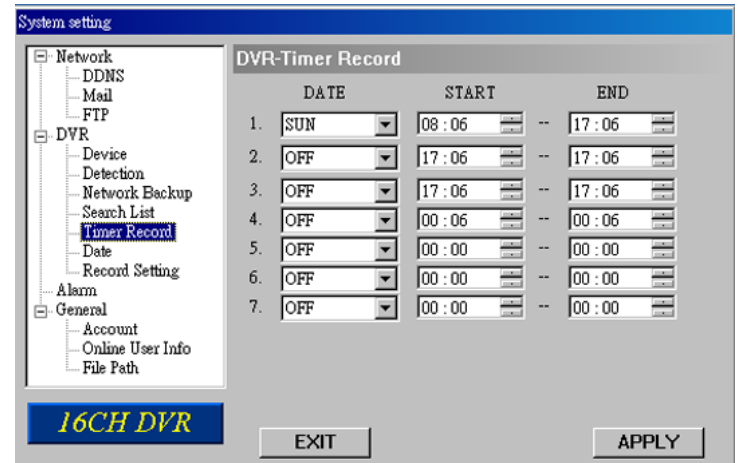 System setting
Network
DDNS
Mail
FTP
DVR
Device
Detection
Network Backup
Search List
Timer Record
Date
Record Setting
Alarm
General
Account
Online User Info
File Path
16CH DVR
DVR-Timer Record
DATE START END
1. SUN 08 : 06 -- 17 : 06
2. OFF 17 : 06 -- 17 : 06
3. OFF 17 : 06 -- 17 : 06
4. OFF 00 : 06 -- 00 : 06
5. OFF 00 : 00 -- 00 : 00
6. OFF 00 : 00 -- 00 : 00
7. OFF 00 : 00 -- 00 : 00
EXIT APPLY